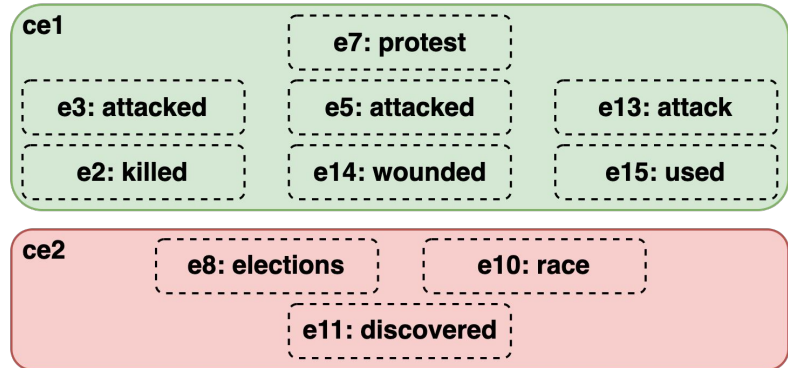 ce1
e7: protest
e3: attacked e5: attacked e13: attack
e2: killed e14: wounded e15: used
ce2
e8: elections e10: race
e11: discovered